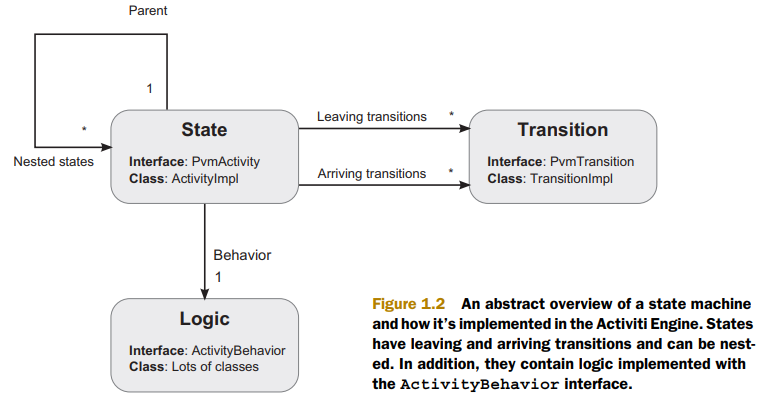 Parent
1
*
Nested states
State
Interface: PvmActivity
Class: ActivityImpl
Leaving transitions *
Arriving transitions *
Transition
Interface: PvmTransition
Class: TransitionImpl
Behavior
1
Logic
Interface: ActivityBehavior
Class: Lots of classes
Figure 1.2 An abstract overview of a state machine
and how it's implemented in the Activiti Engine. States
have leaving and arriving transitions and can be nest-
ed. In addition, they contain logic implemented with
the ActivityBehavior interface.